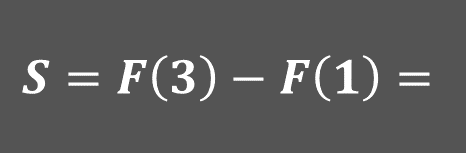 S = F(3) − F(1) =